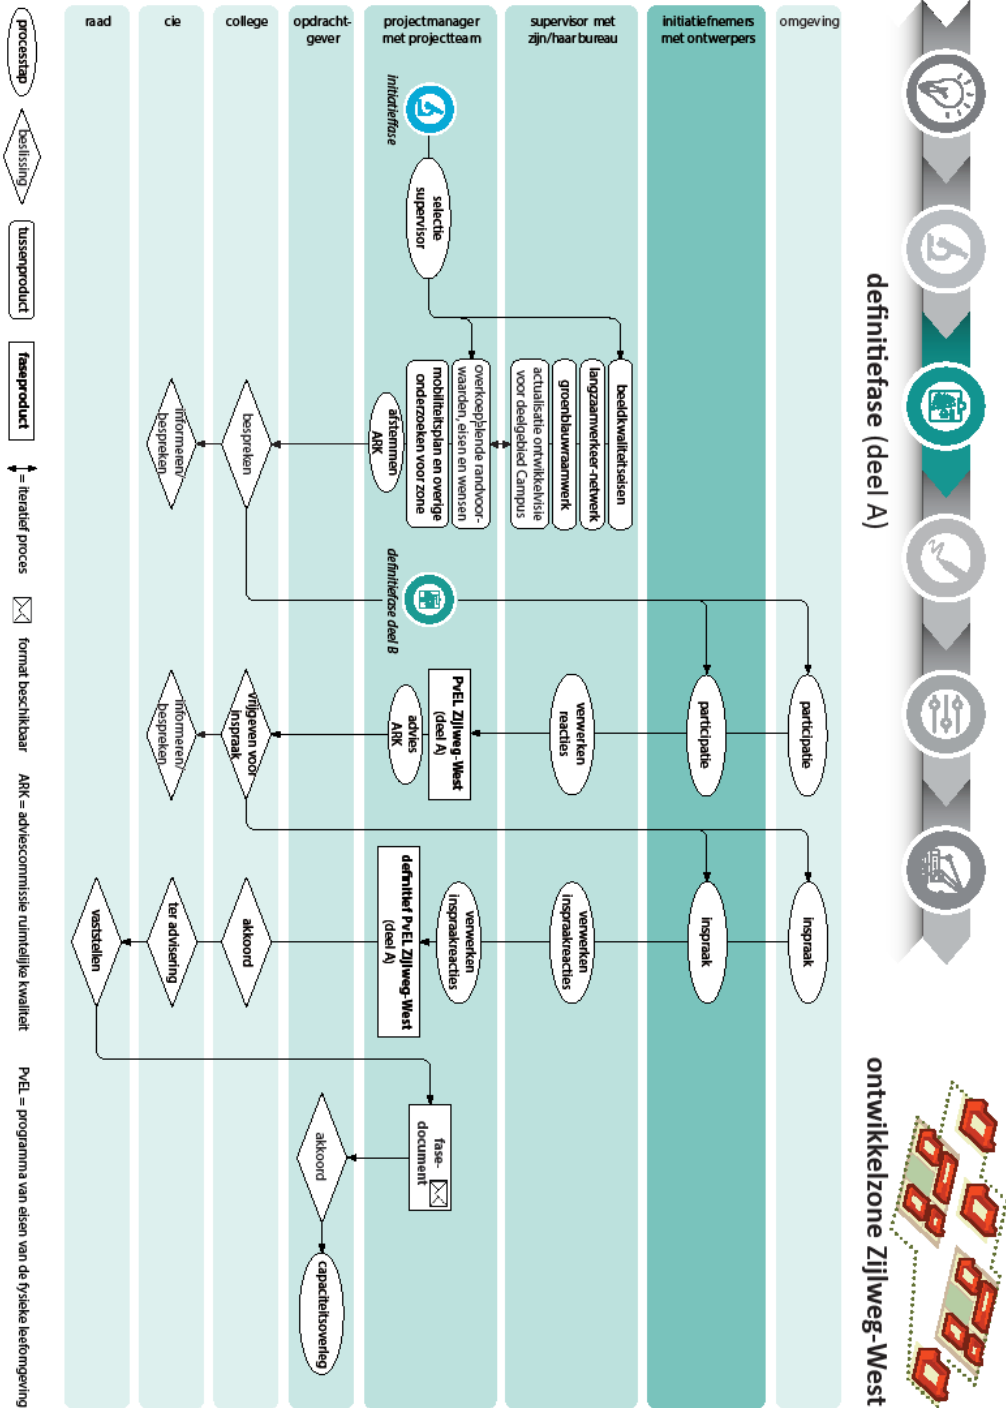 definitiefase (deel A)
ontwikkelzone Zijlweg-West
omgeving
initiatiefnemers
met ontwerpers
supervisor met
zijn/haar bureau
projectmanager
met projectteam
opdracht-
gever
college
cie
raad
initiatieffase
selectie
supervisor
beeldkwaliteitseisen
langzaamverkeer-netwerk
groenblauwraamwerk
actualisatie ontwikkelvisie
voor deelgebied Campus
overkoepelende randvoor-
waarden, eisen en wensen
mobiliteitsplan en overige
onderzoeken voor zone
afstemmen
ARK
bespreken
informeren/
bespreken
definitiefase deel B
participatie
participatie
verwerken
reacties
PvEL Zijlweg-West
(deel A)
advies
ARK
vrijgeven voor
inspraak
informeren/
bespreken
inspraak
inspraak
verwerken
inspraakreacties
verwerken
inspraakreacties
definitief PvEL Zijlweg-West
(deel A)
akkoord
ter advisering
vaststellen
fase-
document
akkoord
capaciteitsoverleg
processtap
beslissing
tussenproduct
faseproduct
= iteratief proces
format beschikbaar
ARK = adviescommissie ruimtelijke kwaliteit
PvEL = programma van eisen van de fysieke leefomgeving